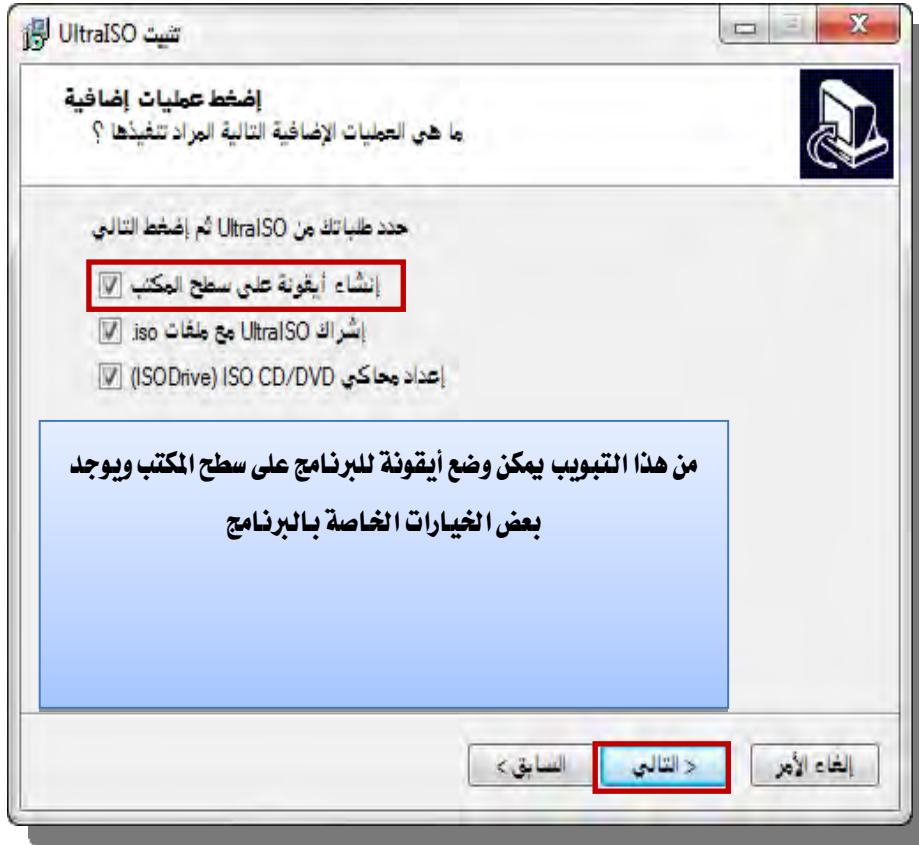 تثبيت UltraISO
إضغط عمليات إضافية
ما هي العمليات الإضافية التالية المراد تنفيذها ؟
حدد طلباتك من UltraISO ثم إضغط التالي
إنشاء أيقونة على سطح المكتب
إشراك UltraISO مع ملفات .iso
إعداد محاكي ISO CD/DVD (ISODrive)
من هذا التبويب يمكن وضع أيقونة للبرنامج على سطح المكتب ويوجد
بعض الخيارات الخاصة بالبرنامج
السابق >
< التالي
إلغاء الأمر